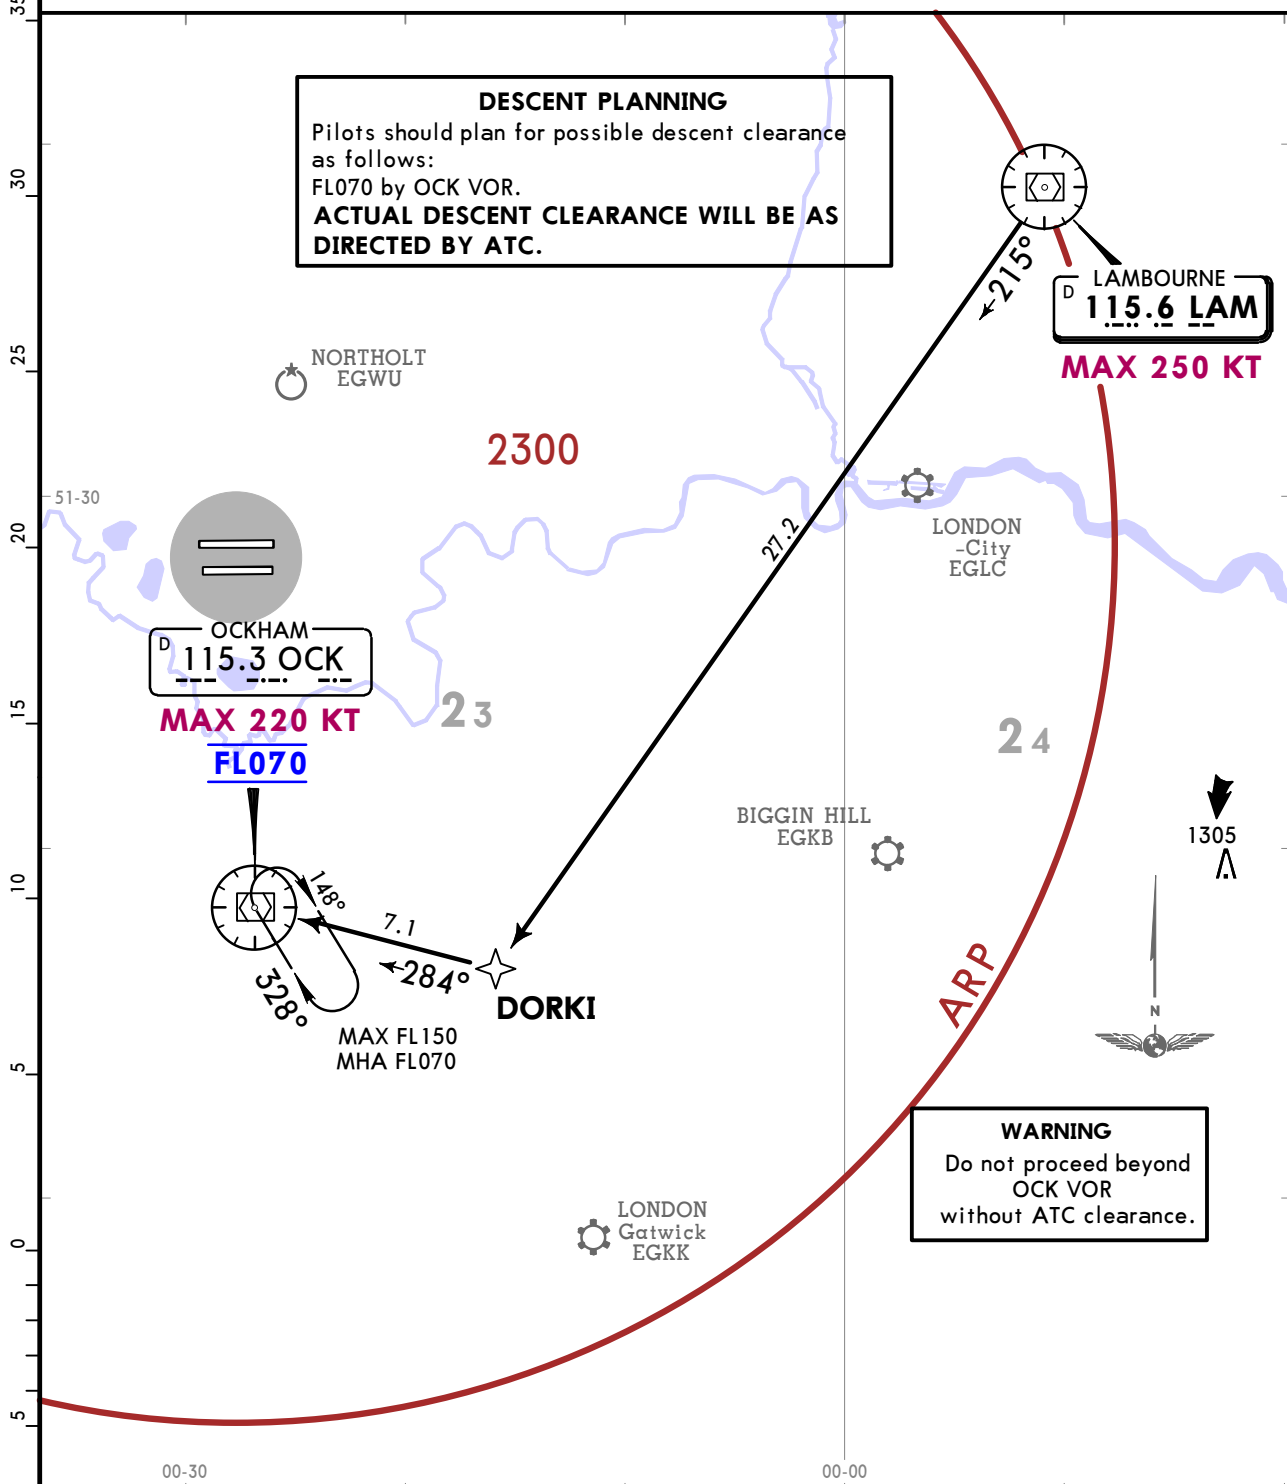 35
DESCENT PLANNING
Pilots should plan for possible descent clearance
as follows:
FL070 by OCK VOR.
ACTUAL DESCENT CLEARANCE WILL BE AS
DIRECTED BY ATC.
30
215°
LAMBOURNE
D 115.6 LAM
MAX 250 KT
25
NORTHOLT
EGWU
2300
51-30
20
27.2
LONDON
-City
EGLC
OCKHAM
D 115.3 OCK
MAX 220 KT
FL070
15
23
24
BIGGIN HILL
EGKB
1305
10
148°
7.1
284°
328°
DORKI
MAX FL150
MHA FL070
ARP
N
5
WARNING
Do not proceed beyond
OCK VOR
without ATC clearance.
LONDON
Gatwick
EGKK
0
5
00-30
00-00